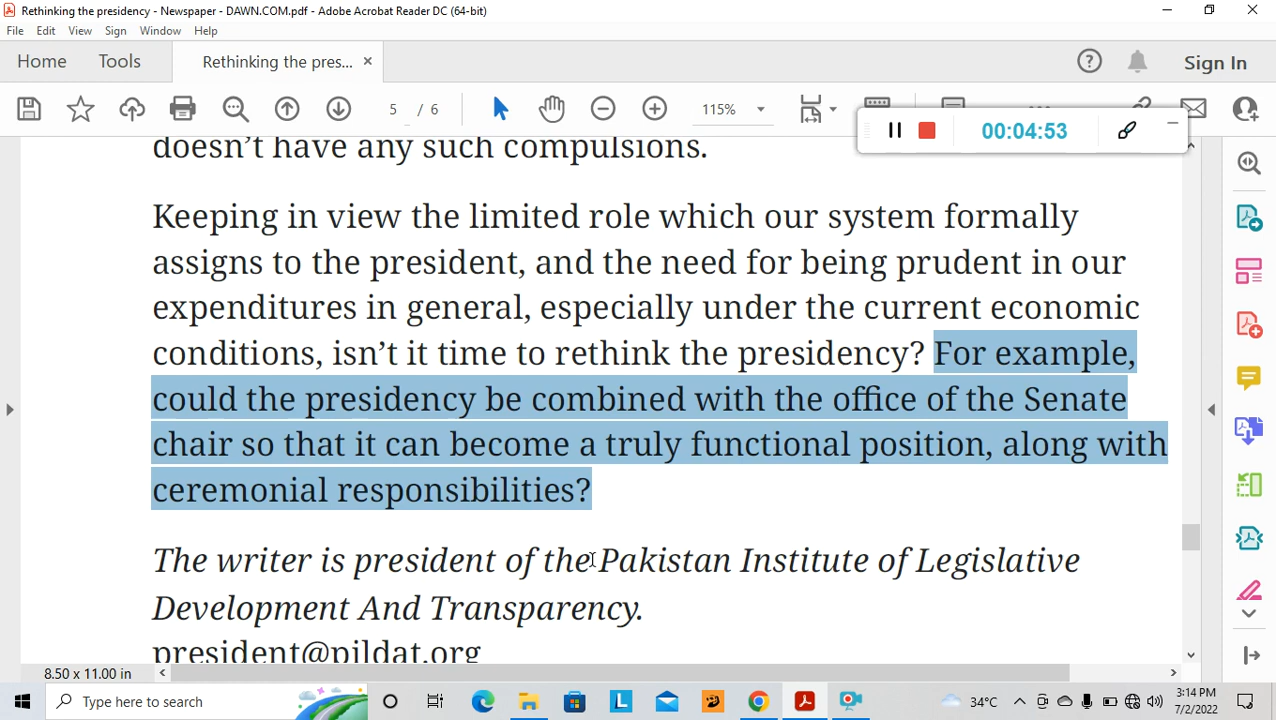 Rethinking the presidency - Newspaper - DAWN.COM.pdf - Adobe Acrobat Reader DC (64-bit)
File Edit View Sign Window Help
Home Tools Rethinking the pres... × Sign In
5 / 6 115%
00:04:53
doesn’t have any such compulsions.
Keeping in view the limited role which our system formally
assigns to the president, and the need for being prudent in our
expenditures in general, especially under the current economic
conditions, isn’t it time to rethink the presidency? For example,
could the presidency be combined with the office of the Senate
chair so that it can become a truly functional position, along with
ceremonial responsibilities?
The writer is president of the Pakistan Institute of Legislative
Development And Transparency.
president@pildat.org
8.50 x 11.00 in
Type here to search 34°C 3:14 PM
7/2/2022